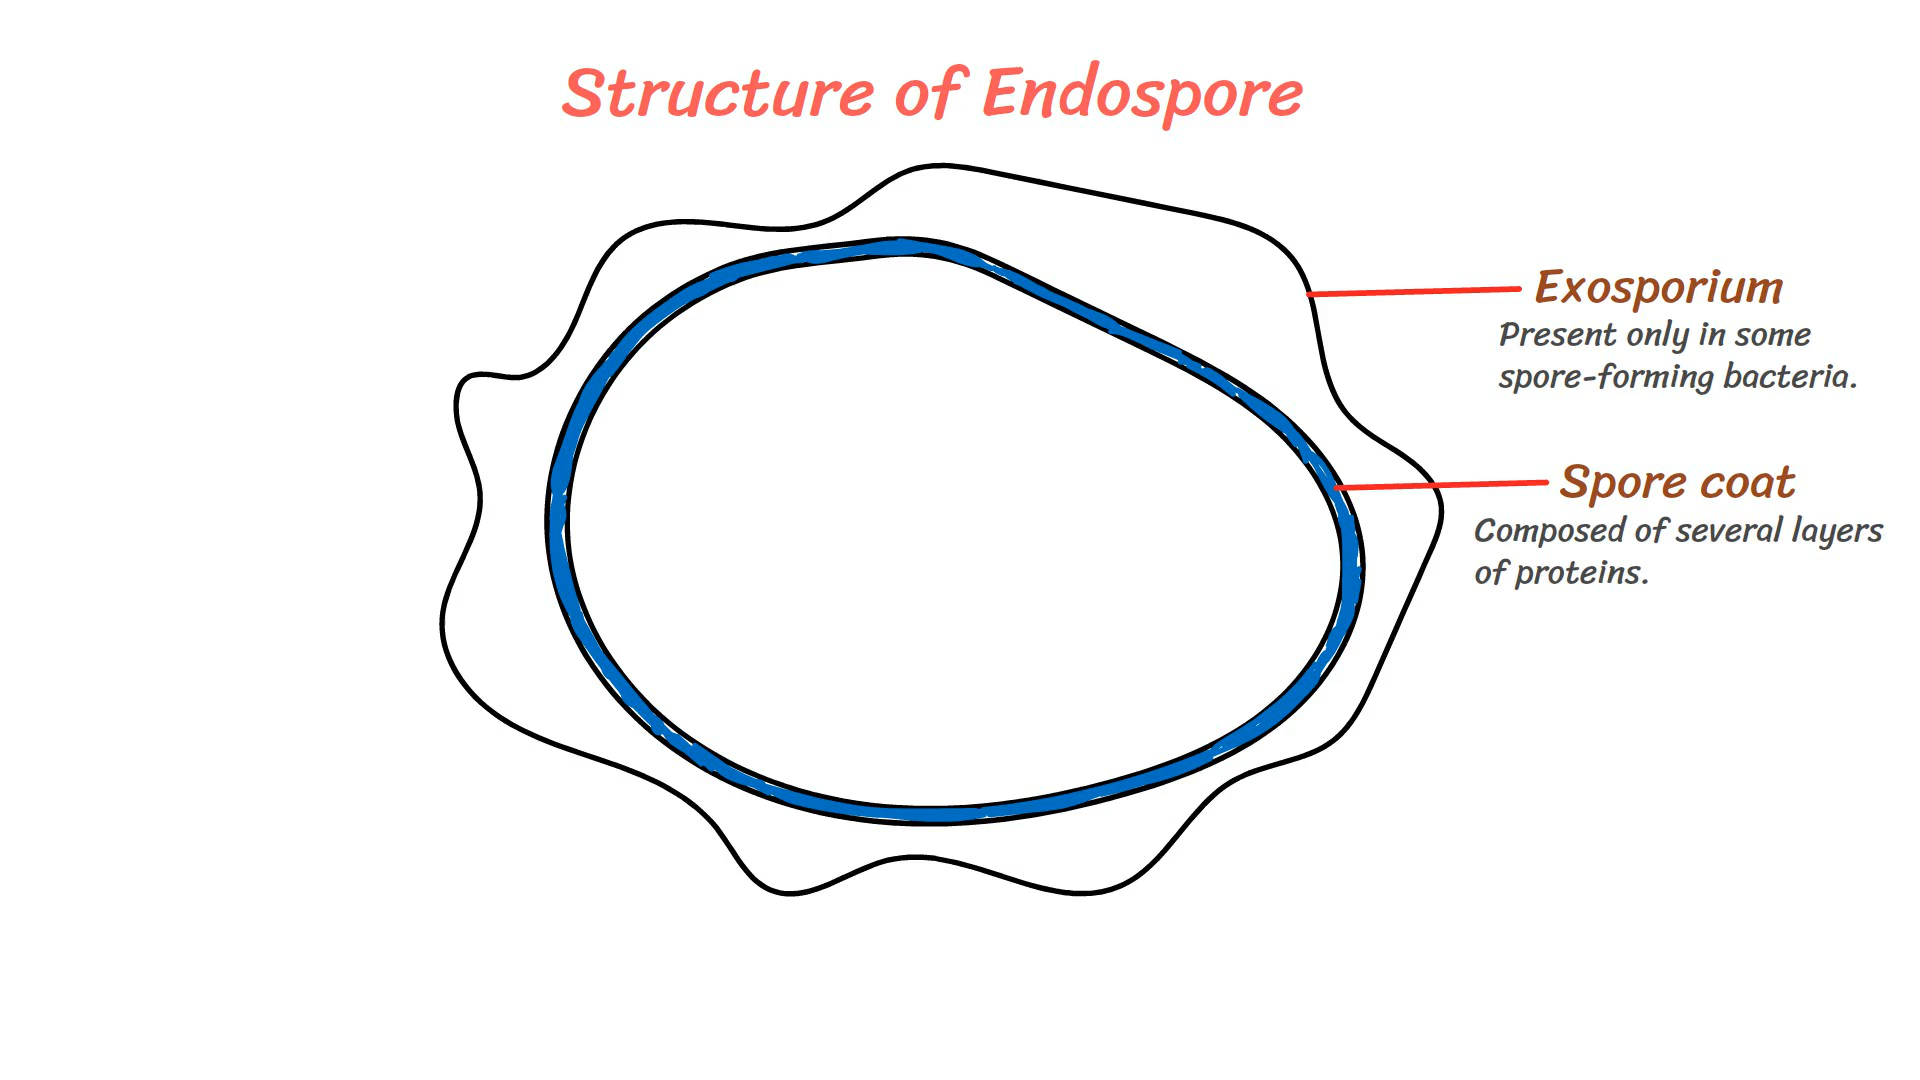 Structure of Endospore
Exosporium
Present only in some
spore-forming bacteria.
Spore coat
Composed of several layers
of proteins.